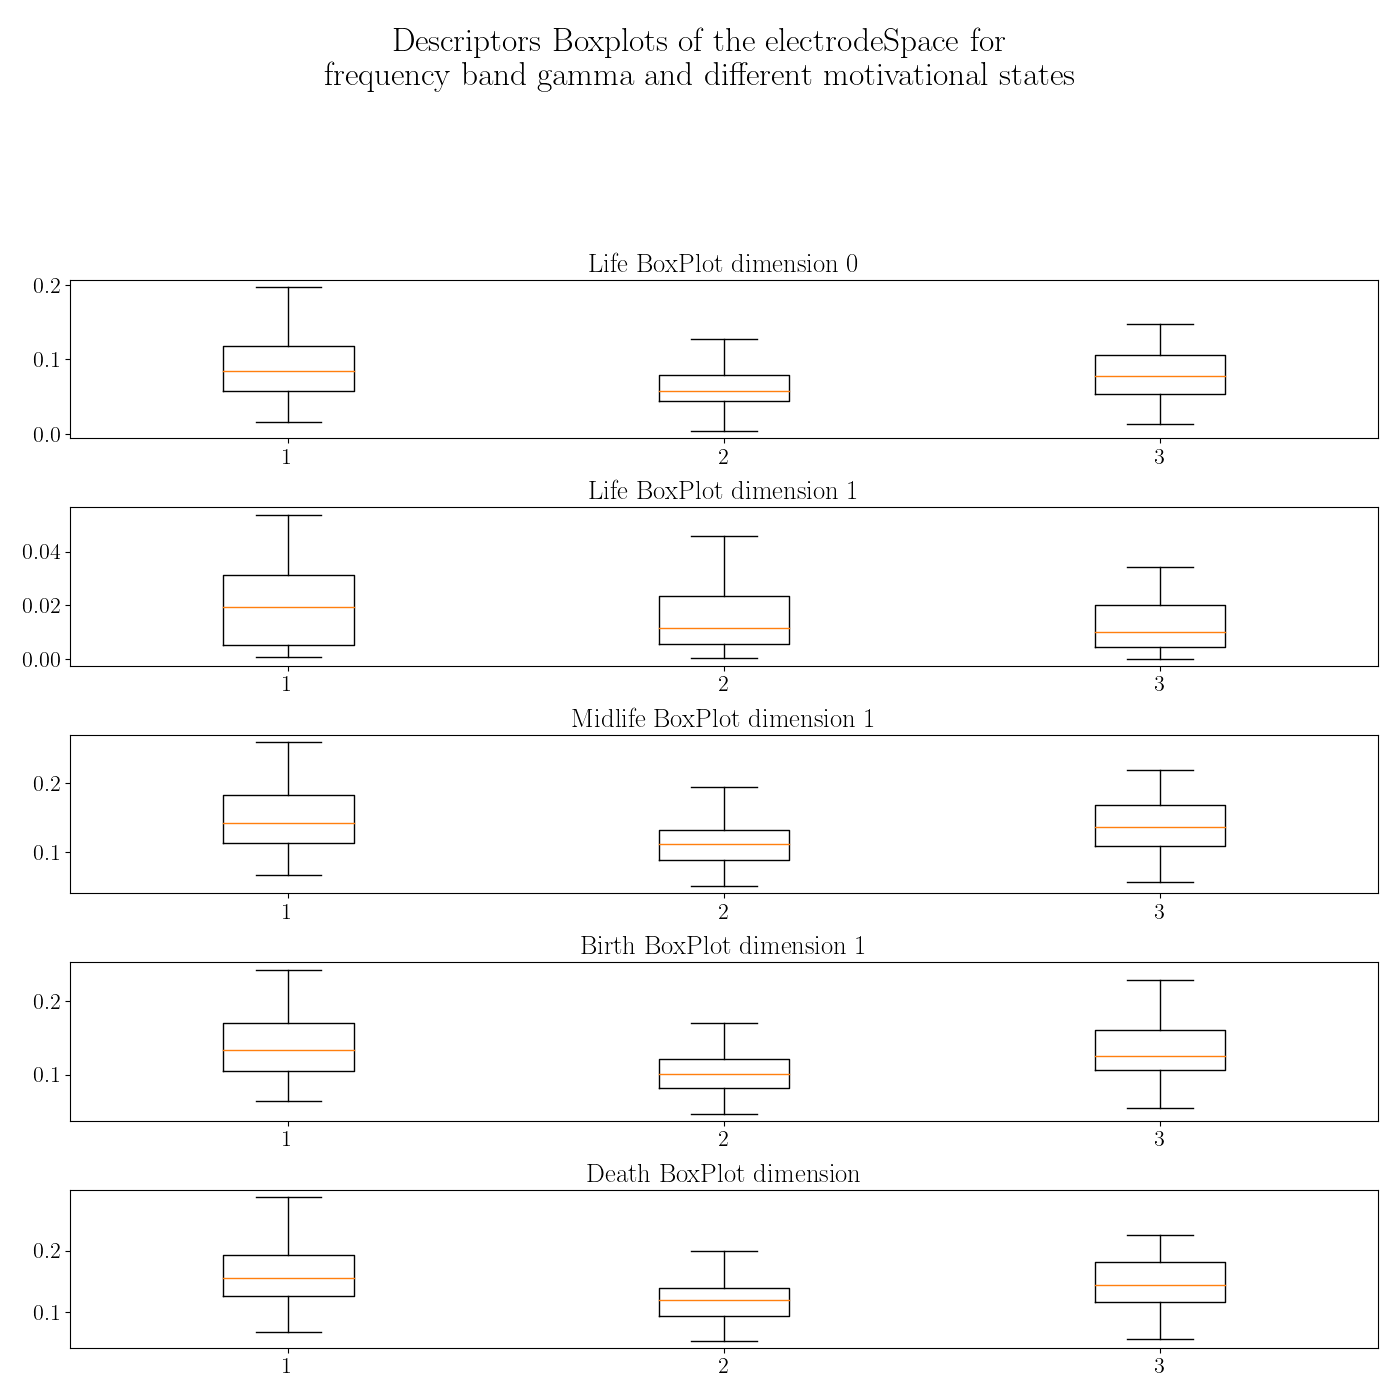 Descriptors Boxplots of the electrodeSpace for
frequency band gamma and different motivational states
Life BoxPlot dimension 0
0.2
0.1
0.0
1 2 3
Life BoxPlot dimension 1
0.04
0.02
0.00
1 2 3
Midlife BoxPlot dimension 1
0.2
0.1
1 2 3
Birth BoxPlot dimension 1
0.2
0.1
1 2 3
Death BoxPlot dimension
0.2
0.1
1 2 3